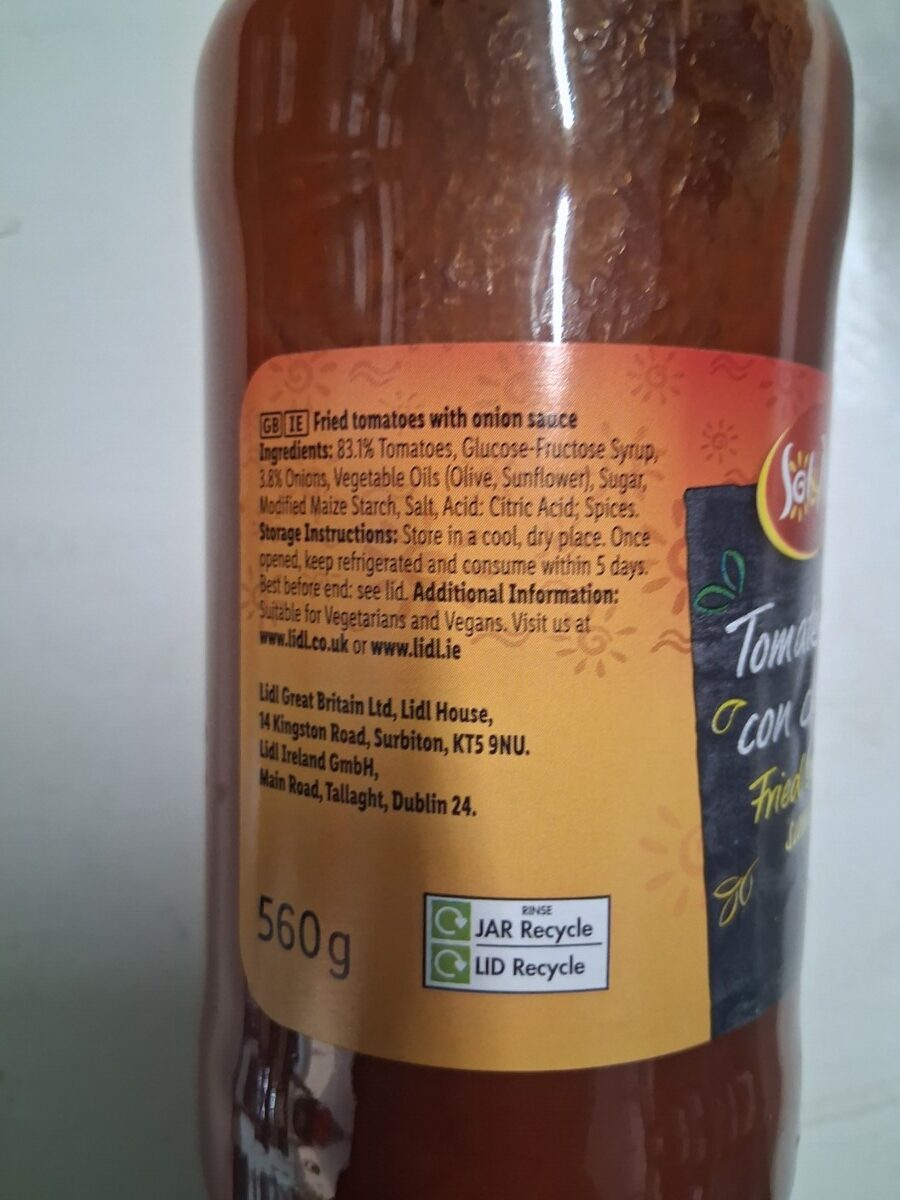 GB IE Fried tomatoes with onion sauce
Ingredients: 83.1% Tomatoes, Glucose-Fructose Syrup,
3.8% Onions, Vegetable Oils (Olive, Sunflower), Sugar,
Modified Maize Starch, Salt, Acid: Citric Acid; Spices.
Storage Instructions: Store in a cool, dry place. Once
opened, keep refrigerated and consume within 5 days.
Best before end: see lid. Additional Information:
Suitable for Vegetarians and Vegans. Visit us at
www.lidl.co.uk or www.lidl.ie
Lidl Great Britain Ltd, Lidl House,
14 Kingston Road, Surbiton, KT5 9NU.
Lidl Ireland GmbH,
Main Road, Tallaght, Dublin 24.
560g
RINSE
JAR Recycle
LID Recycle
con
Fried